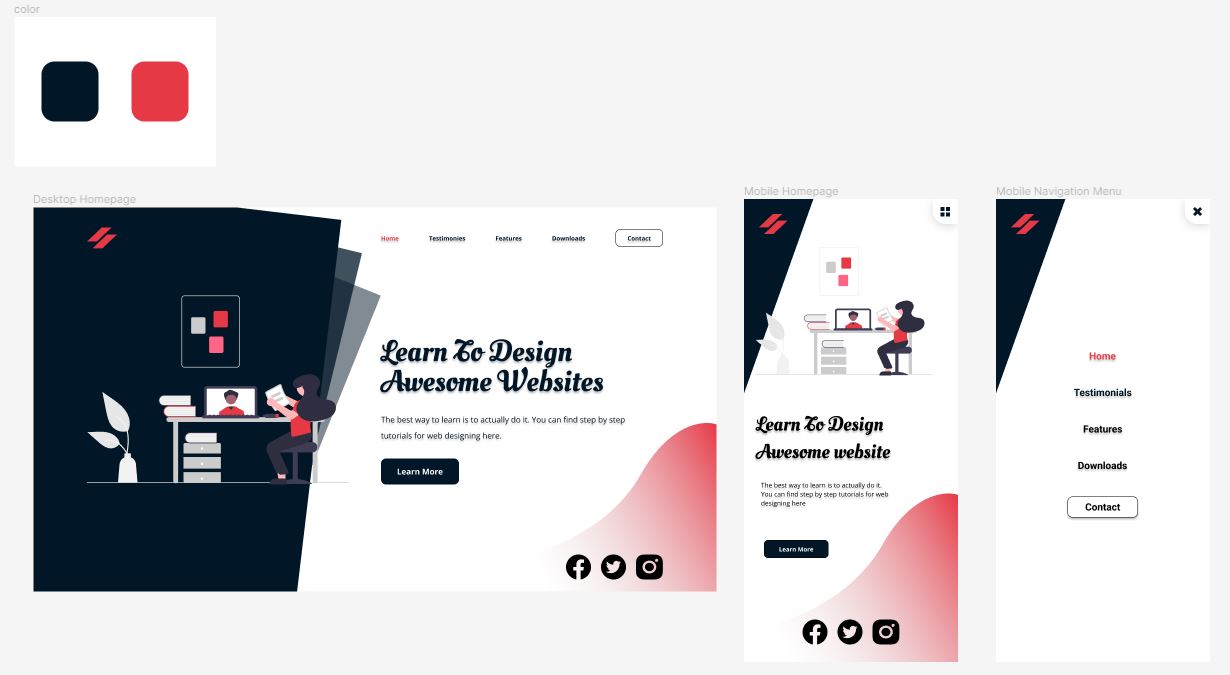 color
Desktop Homepage
Home Testimonies Features Downloads Contact
Learn To Design
Awesome Websites
The best way to learn is to actually do it. You can find step by step
tutorials for web designing here.
Learn More
Mobile Homepage
Learn To Design
Awesome website
The best way to learn is to actually do it.
You can find step by step tutorials for web
designing here
Learn More
Mobile Navigation Menu
Home
Testimonials
Features
Downloads
Contact